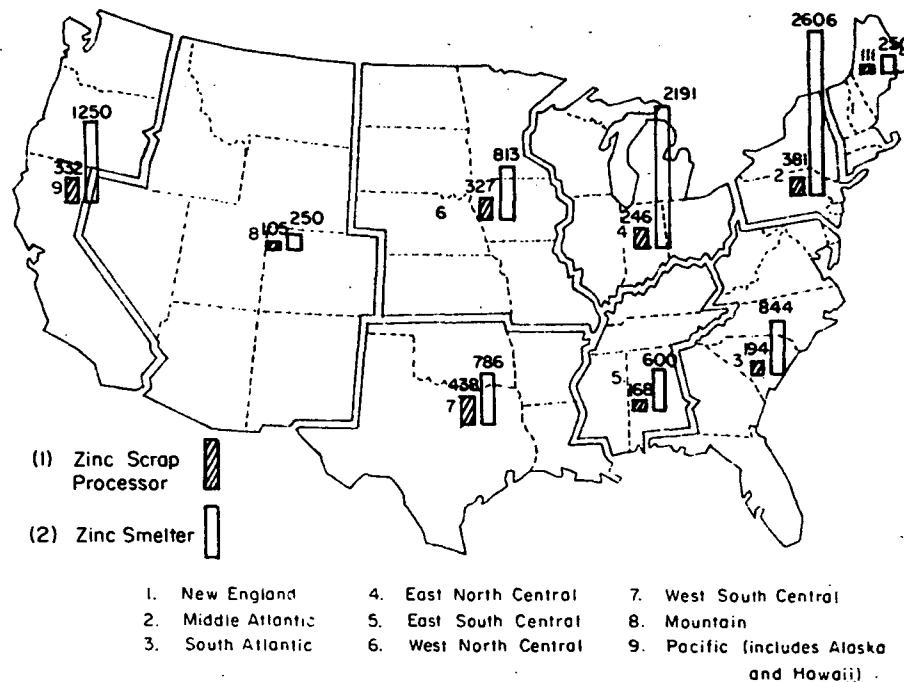 2606
111 250
1250
2191
332
9
813
327
6
381
2
246
4
250
105
8
844
194
3
786
438
7
600
5
168
(1) Zinc Scrap
Processor
(2) Zinc Smelter
1. New England
2. Middle Atlantic
3. South Atlantic
4. East North Central
5. East South Central
6. West North Central
7. West South Central
8. Mountain
9. Pacific (includes Alaska
and Hawaii)